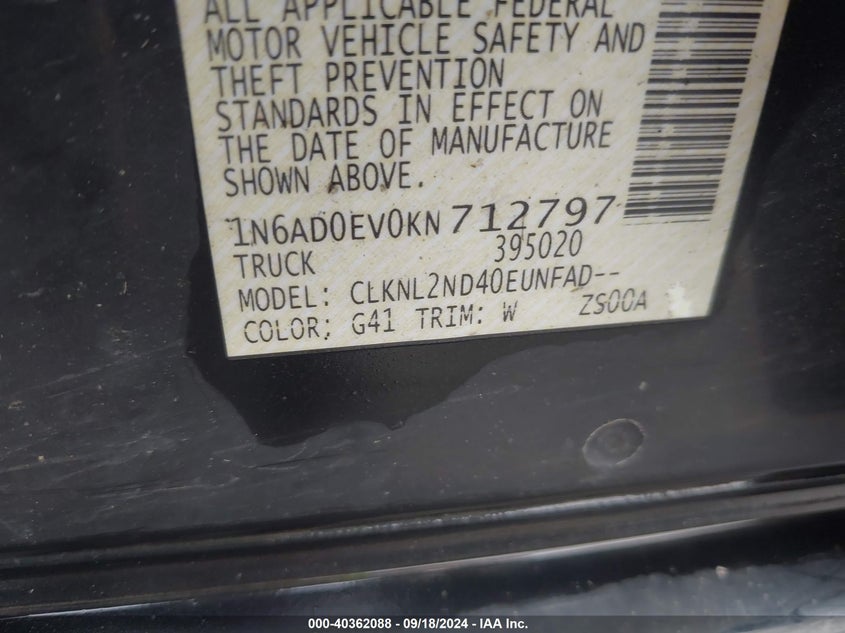 ALL APPLICABLE FEDERAL
MOTOR VEHICLE SAFETY AND
THEFT PREVENTION
STANDARDS IN EFFECT ON
THE DATE OF MANUFACTURE
SHOWN ABOVE.
1N6AD0EV0KN712797
TRUCK 395020
MODEL: CLKNL2ND40EUNFAD--
COLOR: G41 TRIM: W ZS00A
000-40362088 - 09/18/2024 - IAA Inc.